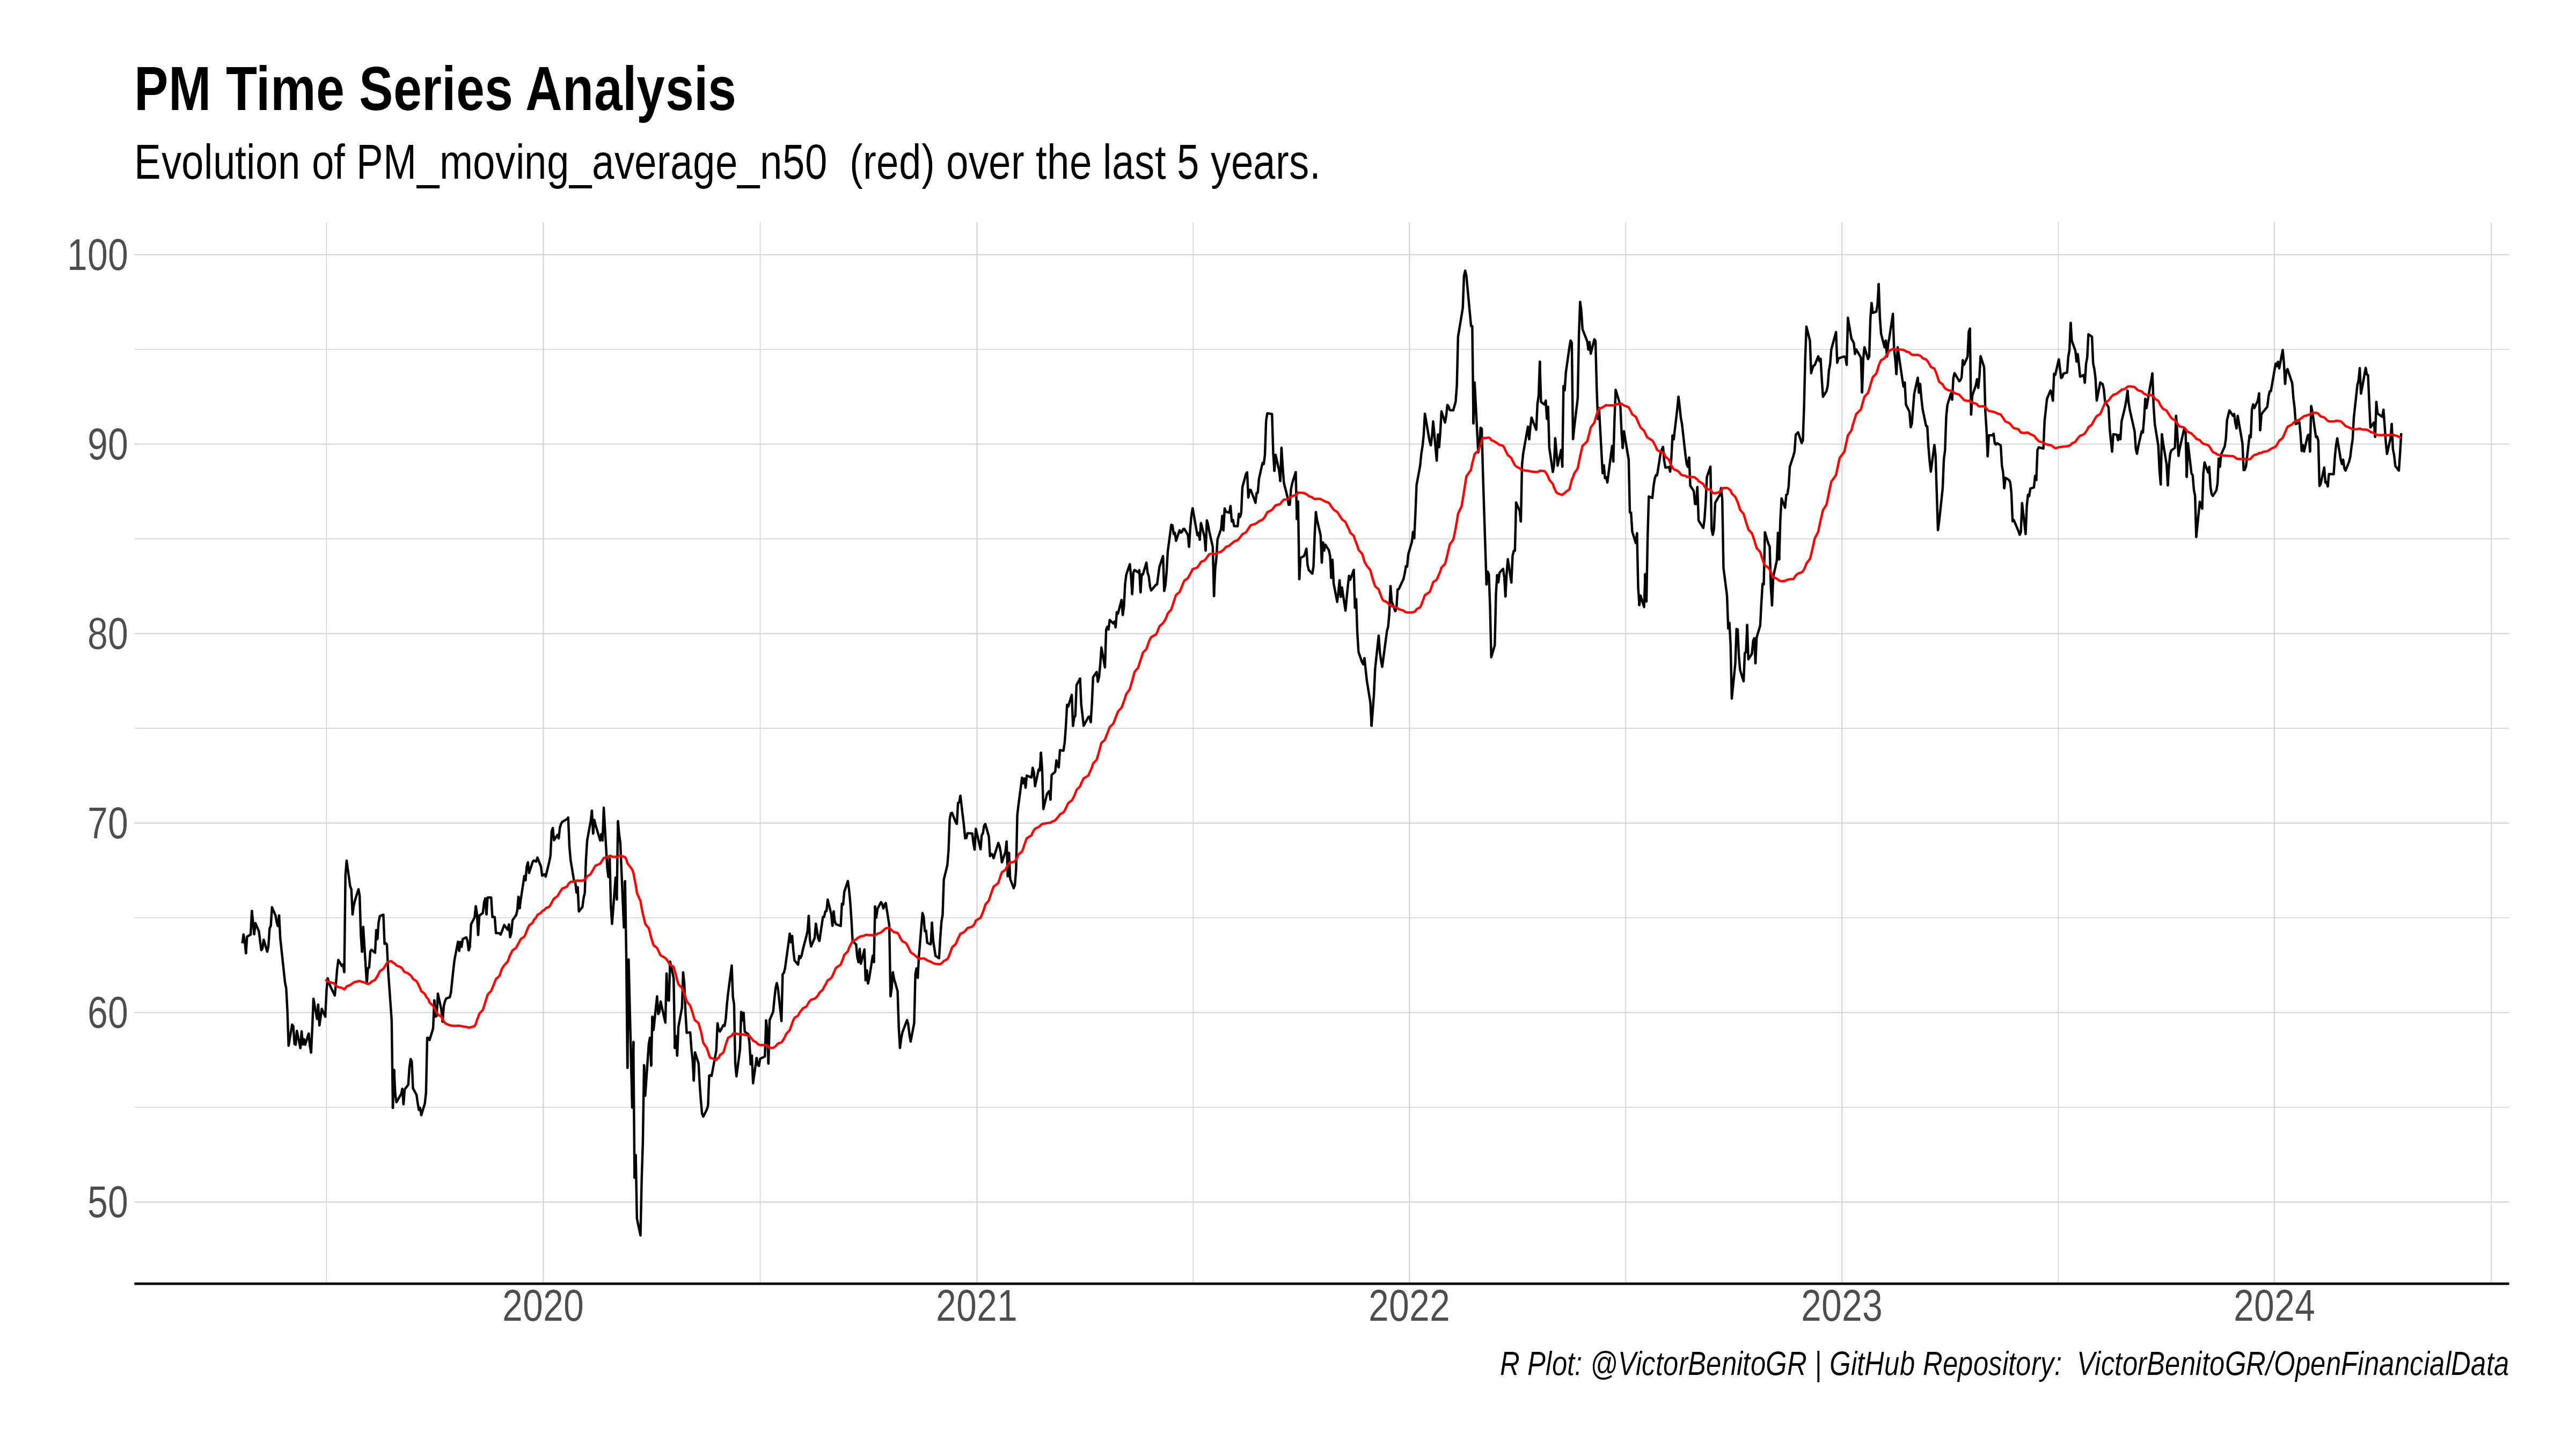 PM Time Series Analysis
Evolution of PM_moving_average_n50  (red) over the last 5 years.
100
90
80
70
60
50
2020 2021 2022 2023 2024
R Plot: @VictorBenitoGR | GitHub Repository:  VictorBenitoGR/OpenFinancialData